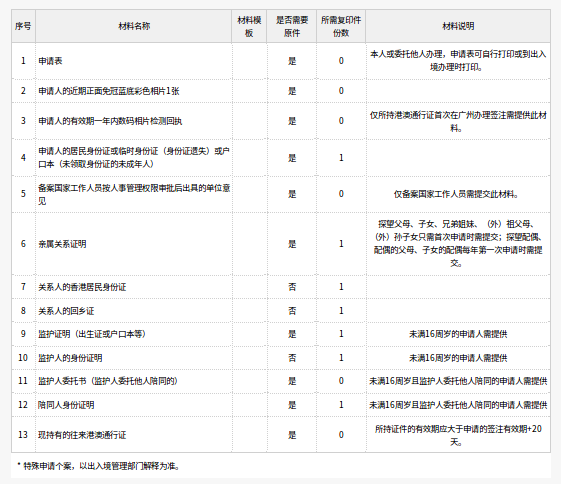 序号 材料名称 材料模板 是否需要原件 所需复印件份数 材料说明
1 申请表 是 0 本人或委托他人办理，申请表可自行打印或到出入境办理时打印。
2 申请人的近期正面免冠蓝底彩色相片1张 是 0
3 申请人的有效期一年内数码相片检测回执 是 0 仅所持港澳通行证首次在广州办理签注需提供此材料。
4 申请人的居民身份证或临时身份证（身份证遗失）或户口本（未领取身份证的未成年人） 是 1
5 备案国家工作人员按人事管理权限审批后出具的单位意见 是 0 仅备案国家工作人员需提交此材料。
6 亲属关系证明 是 1 探望父母、子女、兄弟姐妹、（外）祖父母、（外）孙子女只需首次申请时需提交；探望配偶、配偶的父母、子女的配偶每年第一次申请时需提交。
7 关系人的香港居民身份证 否 1
8 关系人的回乡证 否 1
9 监护证明（出生证或户口本等） 是 1 未满16周岁的申请人需提供
10 监护人的身份证明 否 1 未满16周岁的申请人需提供
11 监护人委托书（监护人委托他人陪同的） 是 0 未满16周岁且监护人委托他人陪同的申请人需提供
12 陪同人身份证明 是 1 未满16周岁且监护人委托他人陪同的申请人需提供
13 现持有的往来港澳通行证 是 0 所持证件的有效期应大于申请的签注有效期+20天。
* 特殊申请个案，以出入境管理部门解释为准。